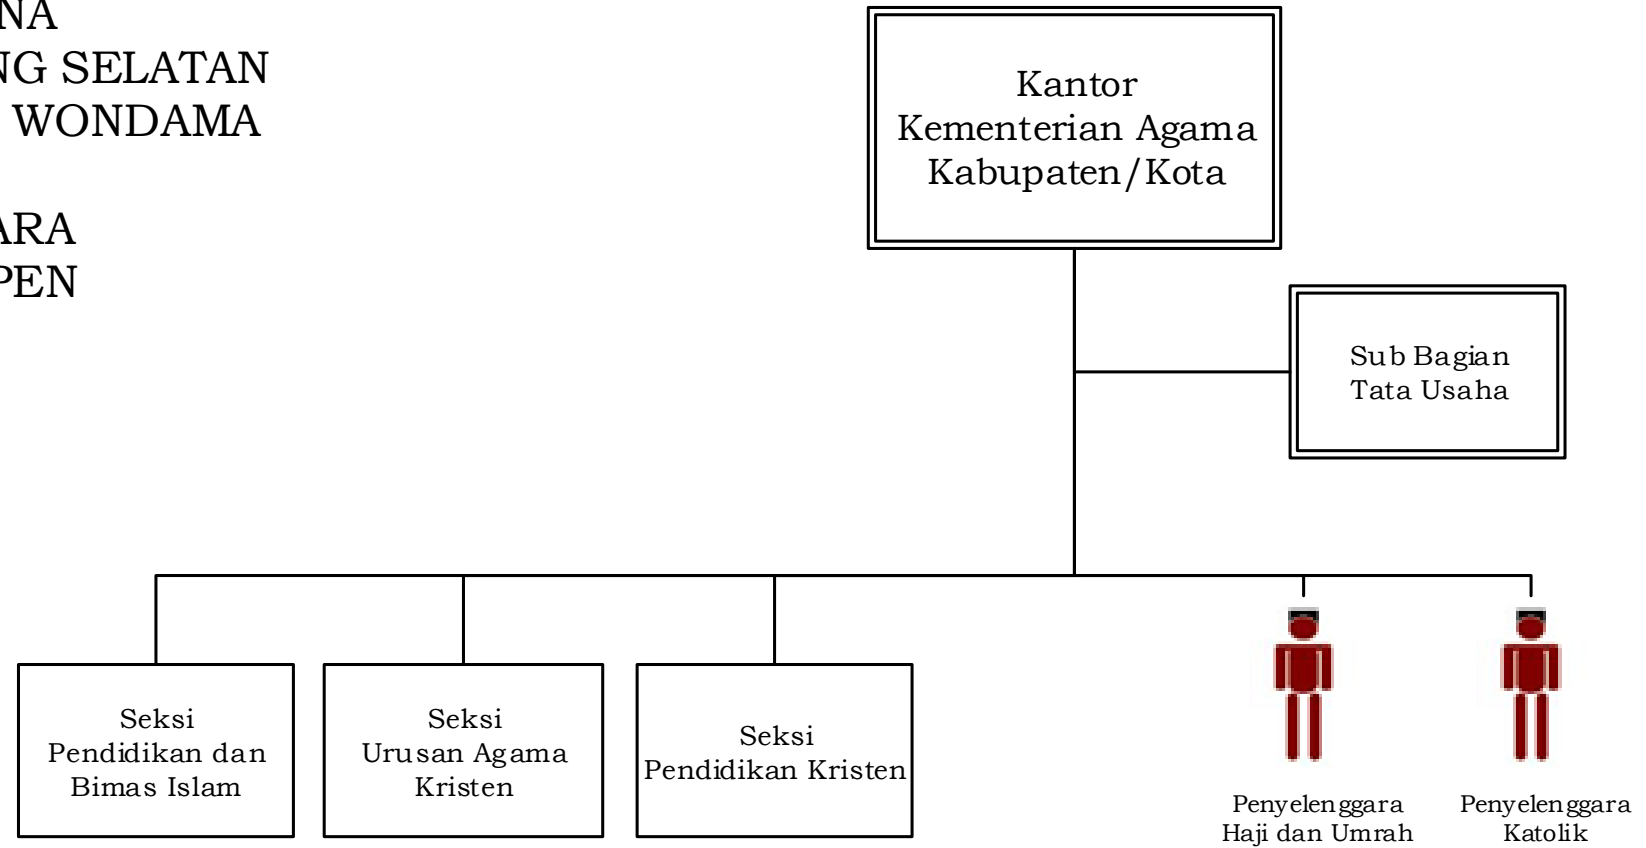 NA
NG SELATAN
WONDAMA
ARA
PEN
Kantor
Kementerian Agama
Kabupaten/Kota
Sub Bagian
Tata Usaha
Seksi
Pendidikan dan
Bimas Islam
Seksi
Urusan Agama
Kristen
Seksi
Pendidikan Kristen
Penyelenggara
Haji dan Umrah
Penyelenggara
Katolik